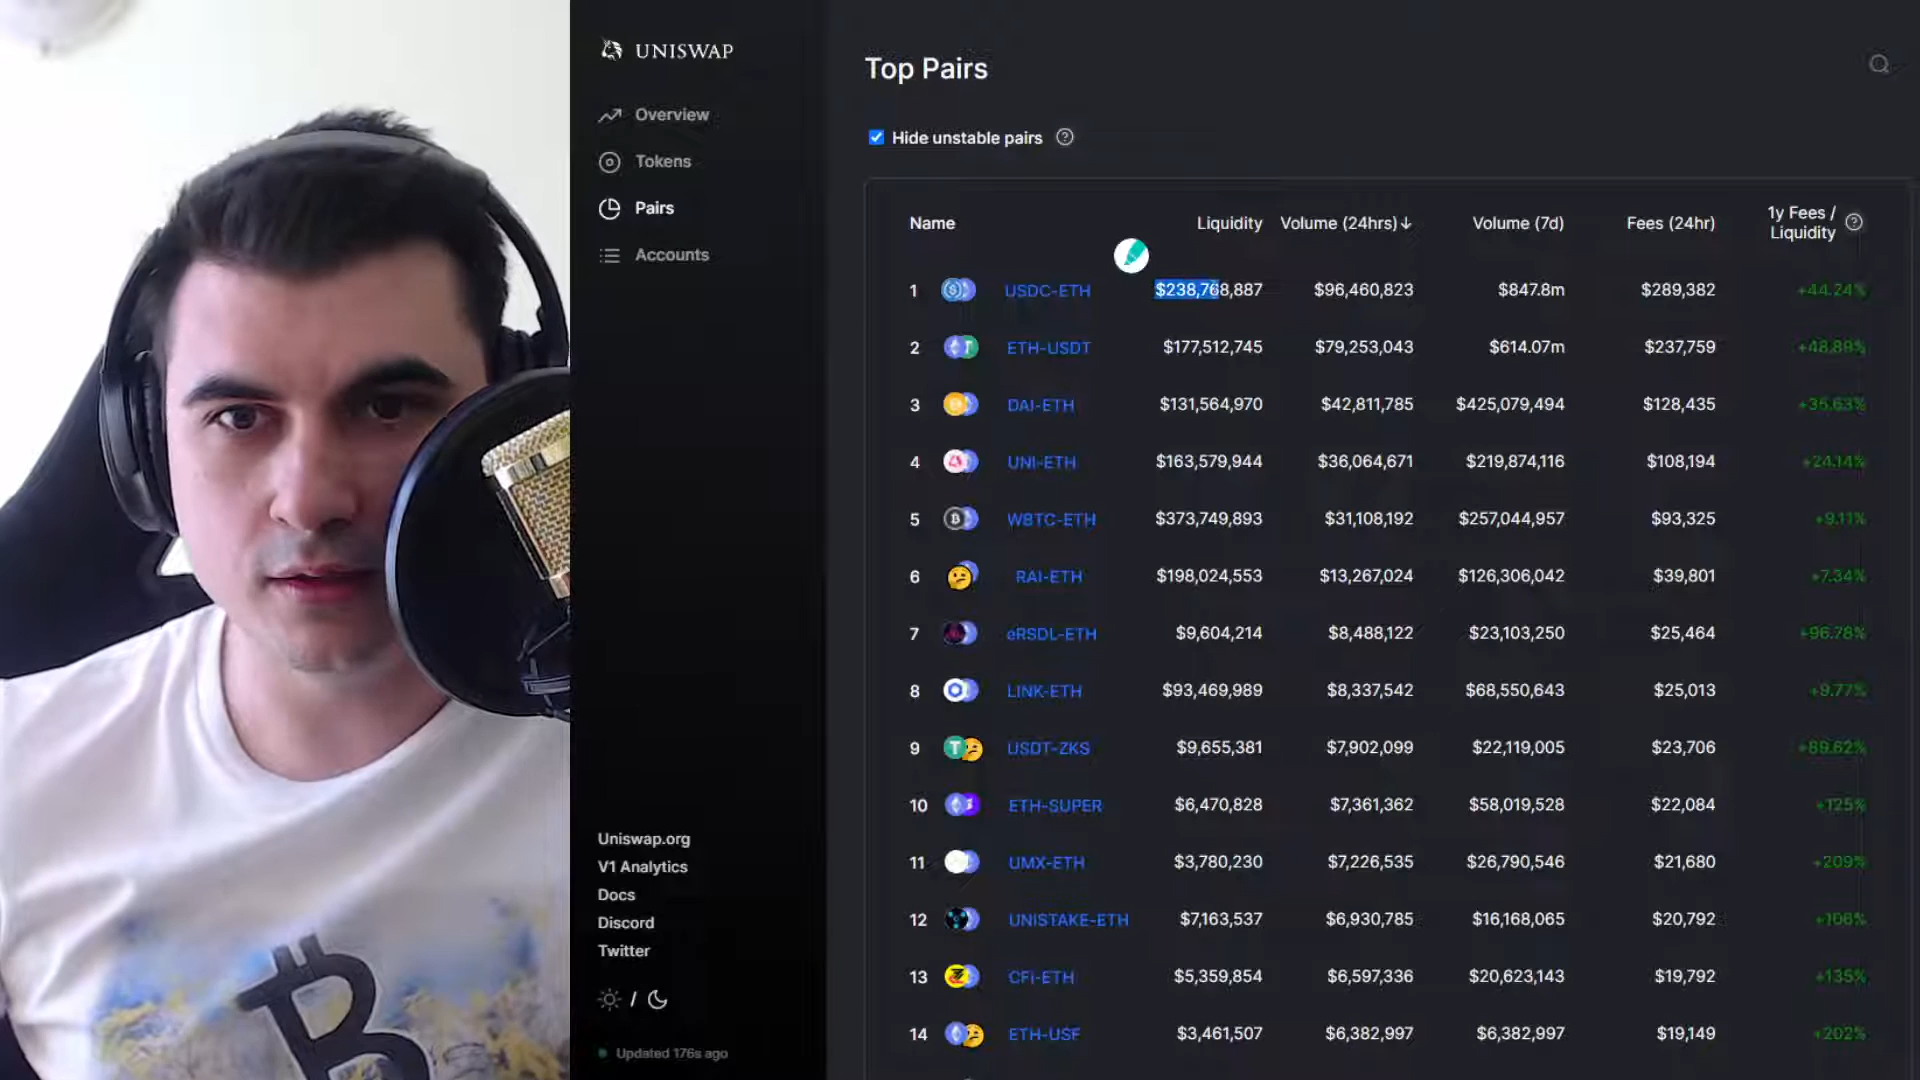 UNISWAP
Overview
Tokens
Pairs
Accounts
Uniswap.org
V1 Analytics
Docs
Discord
Twitter
/
Updated 176s ago
Top Pairs
Hide unstable pairs ?
Name Liquidity Volume (24hrs)↓ Volume (7d) Fees (24hr) 1y Fees / Liquidity ?
1 USDC-ETH $238,768,887 $96,460,823 $847.8m $289,382 +44.24%
2 ETH-USDT $177,512,745 $79,253,043 $614.07m $237,759 +48.89%
3 DAI-ETH $131,564,970 $42,811,785 $425,079,494 $128,435 +35.63%
4 UNI-ETH $163,579,944 $36,064,671 $219,874,116 $108,194 +24.14%
5 WBTC-ETH $373,749,893 $31,108,192 $257,044,957 $93,325 +9.11%
6 RAI-ETH $198,024,553 $13,267,024 $126,306,042 $39,801 +7.34%
7 eRSDL-ETH $9,604,214 $8,488,122 $23,103,250 $25,464 +96.78%
8 LINK-ETH $93,469,989 $8,337,542 $68,550,643 $25,013 +9.77%
9 USDT-ZKS $9,655,381 $7,902,099 $22,119,005 $23,706 +89.62%
10 ETH-SUPER $6,470,828 $7,361,362 $58,019,528 $22,084 +125%
11 UMX-ETH $3,780,230 $7,226,535 $26,790,546 $21,680 +209%
12 UNISTAKE-ETH $7,163,537 $6,930,785 $16,168,065 $20,792 +106%
13 CFi-ETH $5,359,854 $6,597,336 $20,623,143 $19,792 +135%
14 ETH-USF $3,461,507 $6,382,997 $6,382,997 $19,149 +202%